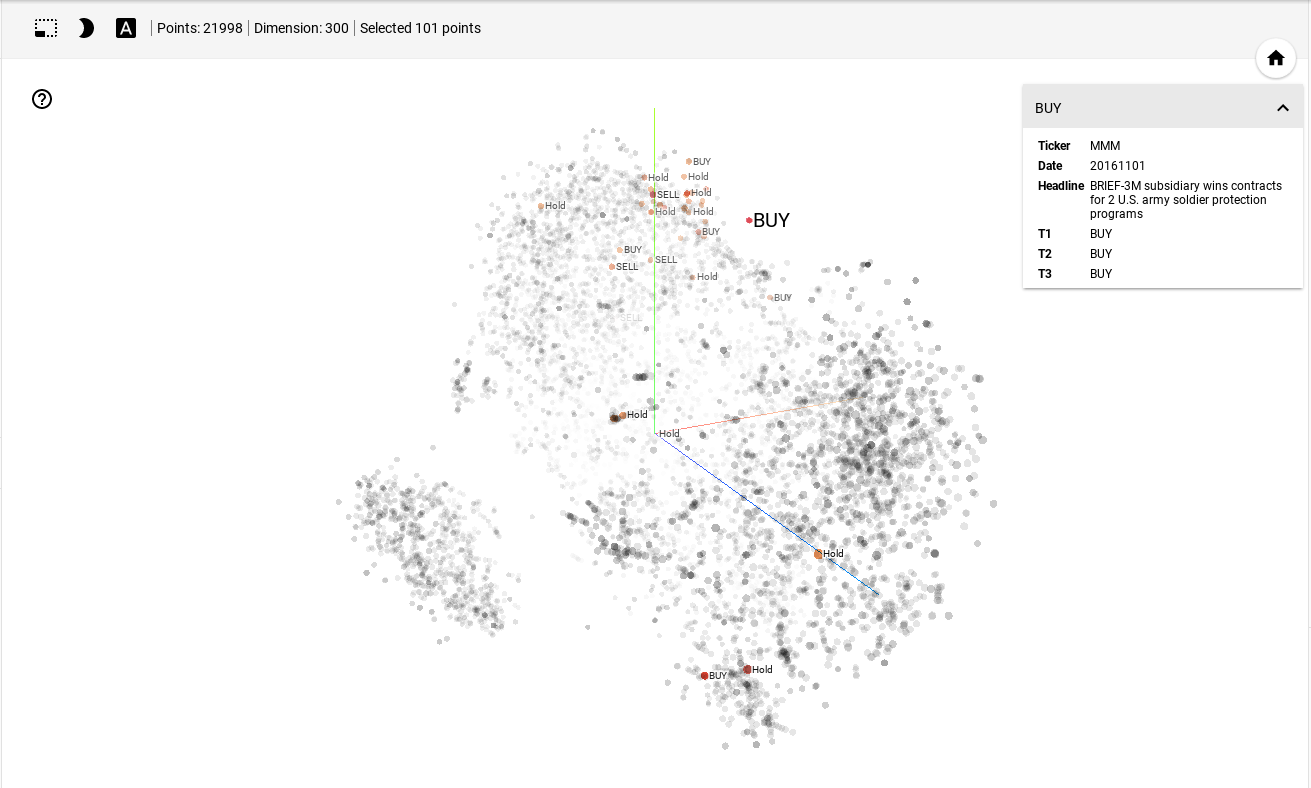 A Points: 21998 Dimension: 300 Selected 101 points
BUY
Ticker MMM
Date 20161101
Headline BRIEF-3M subsidiary wins contracts
for 2 U.S. army soldier protection
programs
T1 BUY
T2 BUY
T3 BUY
BUY
Hold Hold
SELL Hold
Hold Hold Hold
BUY
BUY
BUY SELL
SELL
Hold
BUY
SELL
Hold
Hold
Hold
Hold
BUY